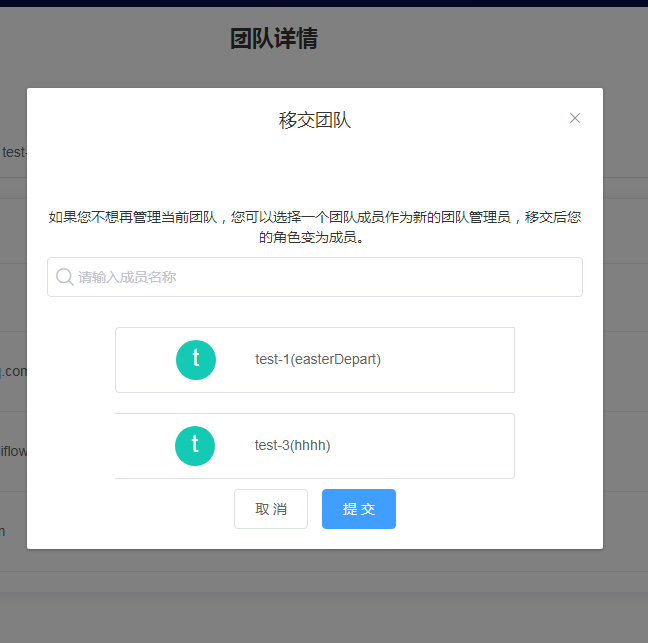 团队详情
移交团队
test-
如果您不想再管理当前团队，您可以选择一个团队成员作为新的团队管理员，移交后您
的角色变为成员。
请输入成员名称
t test-1(easterDepart)
.com
t test-3(hhhh)
iflow
取 消 提 交